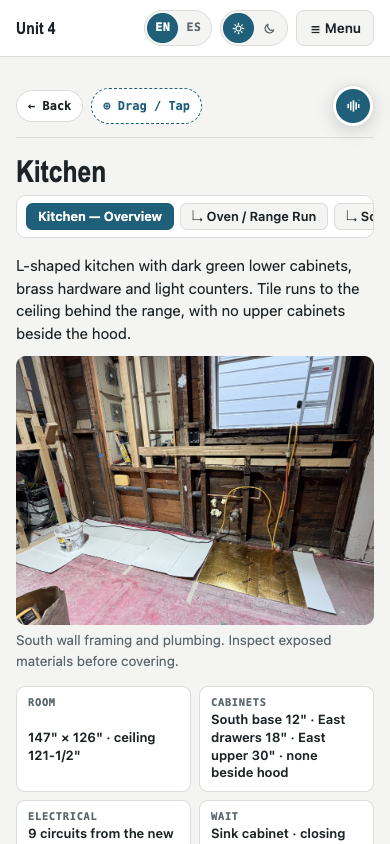 Unit 4
EN ES
≡ Menu
← Back
⊕ Drag / Tap
Kitchen
Kitchen — Overview
Oven / Range Run
L-shaped kitchen with dark green lower cabinets,
brass hardware and light counters. Tile runs to the
ceiling behind the range, with no upper cabinets
beside the hood.
South wall framing and plumbing. Inspect exposed
materials before covering.
ROOM
147" × 126" · ceiling
121-1/2"
CABINETS
South base 12" · East
drawers 18" · East
upper 30" · none
beside hood
ELECTRICAL
9 circuits from the new
WAIT
Sink cabinet · closing